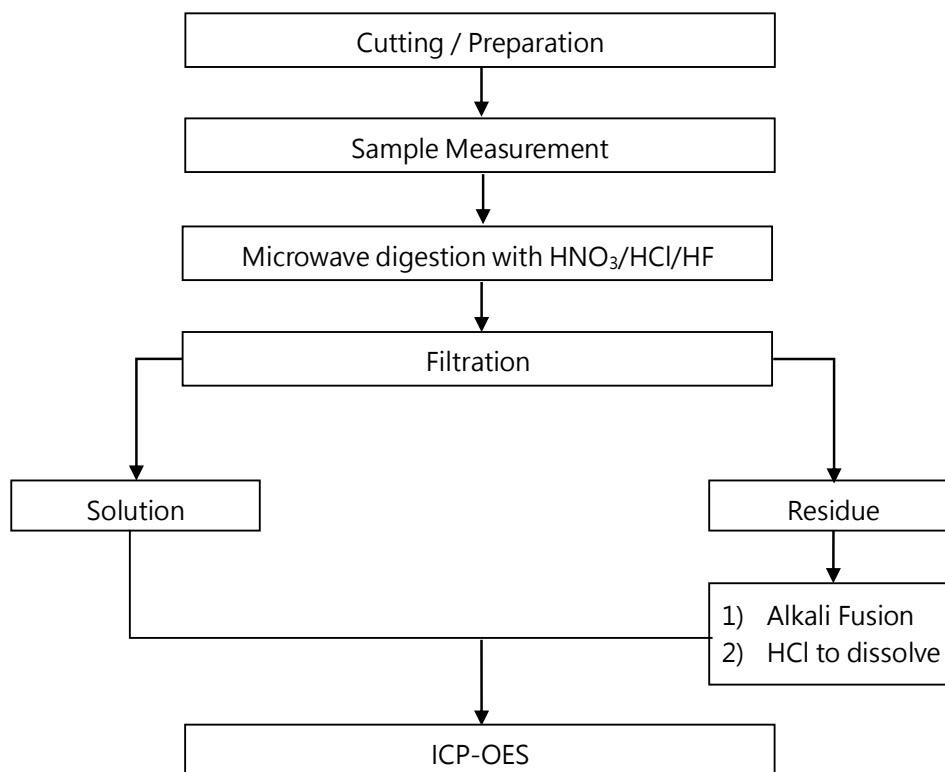 Cutting / Preparation
Sample Measurement
Microwave digestion with HNO₃/HCl/HF
Filtration
Solution
Residue
1) Alkali Fusion
2) HCl to dissolve
ICP-OES